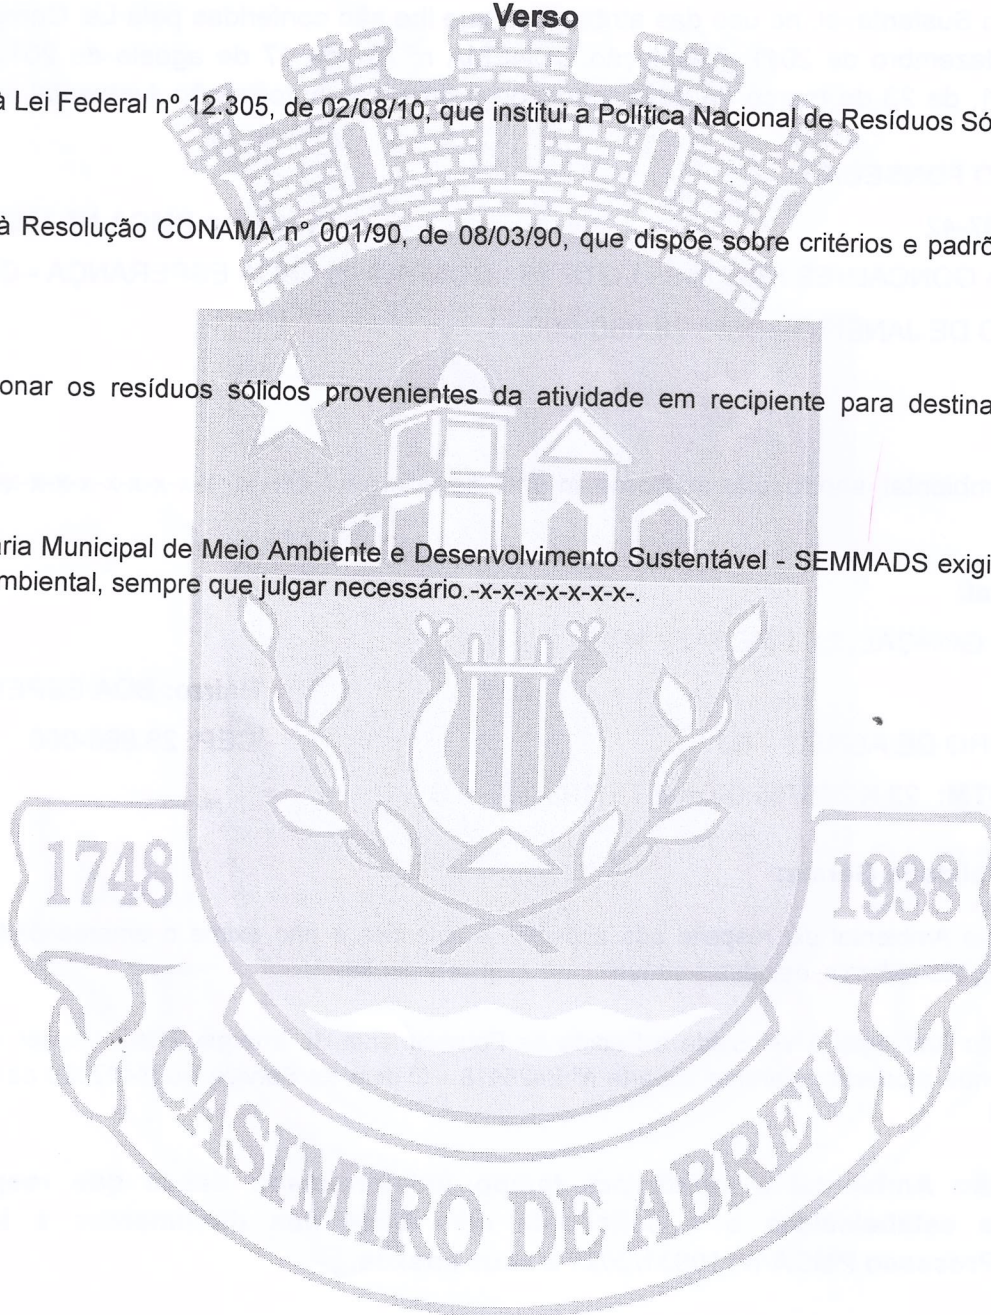 Verso
à Lei Federal nº 12.305, de 02/08/10, que institui a Política Nacional de Resíduos Só
à Resolução CONAMA n° 001/90, de 08/03/90, que dispõe sobre critérios e padrõ
onar os resíduos sólidos provenientes da atividade em recipiente para destina
ria Municipal de Meio Ambiente e Desenvolvimento Sustentável - SEMMADS exigi
mbiental, sempre que julgar necessário.-x-x-x-x-x-x-x-.
1748
1938
CASIMIRO DE ABREU